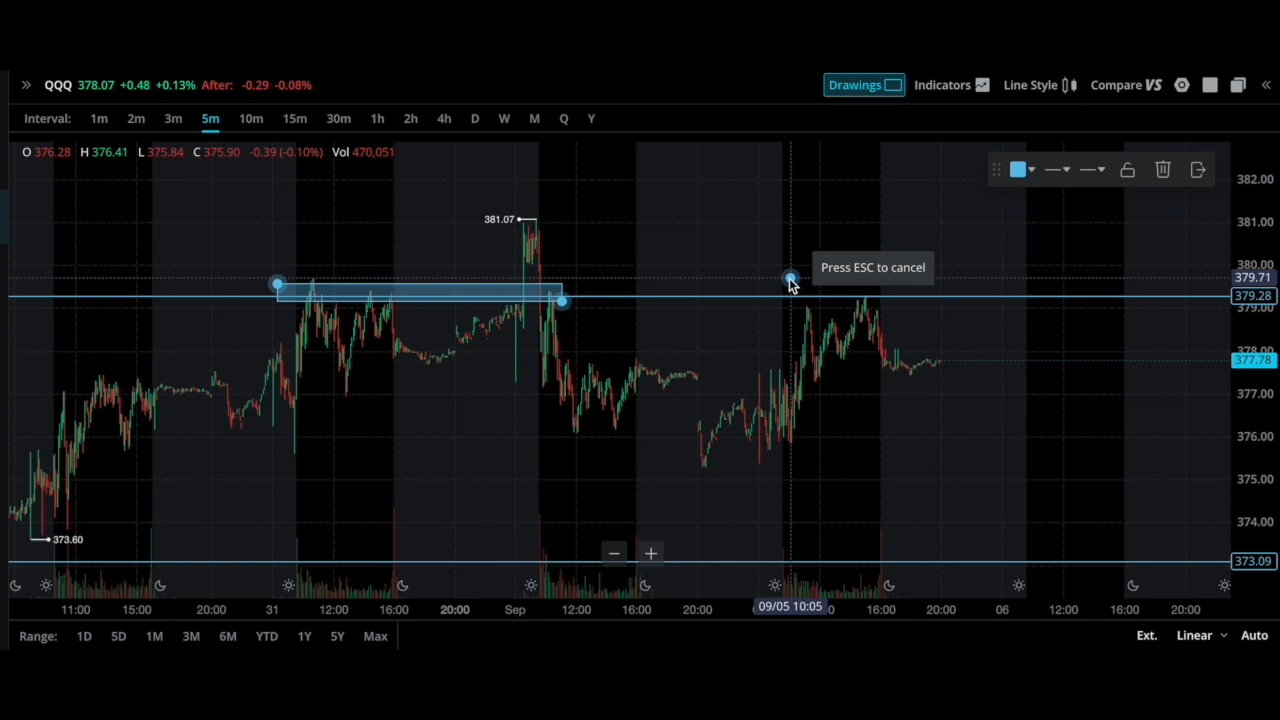 QQQ 378.07 +0.48 +0.13% After: -0.29 -0.08% Drawings Indicators Line Style Compare VS
Interval: 1m 2m 3m 5m 10m 15m 30m 1h 2h 4h D W M Q Y
O 376.28 H 376.41 L 375.84 C 375.90 -0.39 (-0.10%) Vol 470,051
382.00
381.07
381.00
Press ESC to cancel
380.00
379.71
379.28
379.00
378.00
377.78
377.00
376.00
375.00
374.00
373.60
373.09
− +
09/05 10:05
11:00 15:00 20:00 31 12:00 16:00 20:00 Sep 12:00 16:00 20:00 16:00 20:00 06 12:00 16:00 20:00
Range: 1D 5D 1M 3M 6M YTD 1Y 5Y Max Ext. Linear Auto